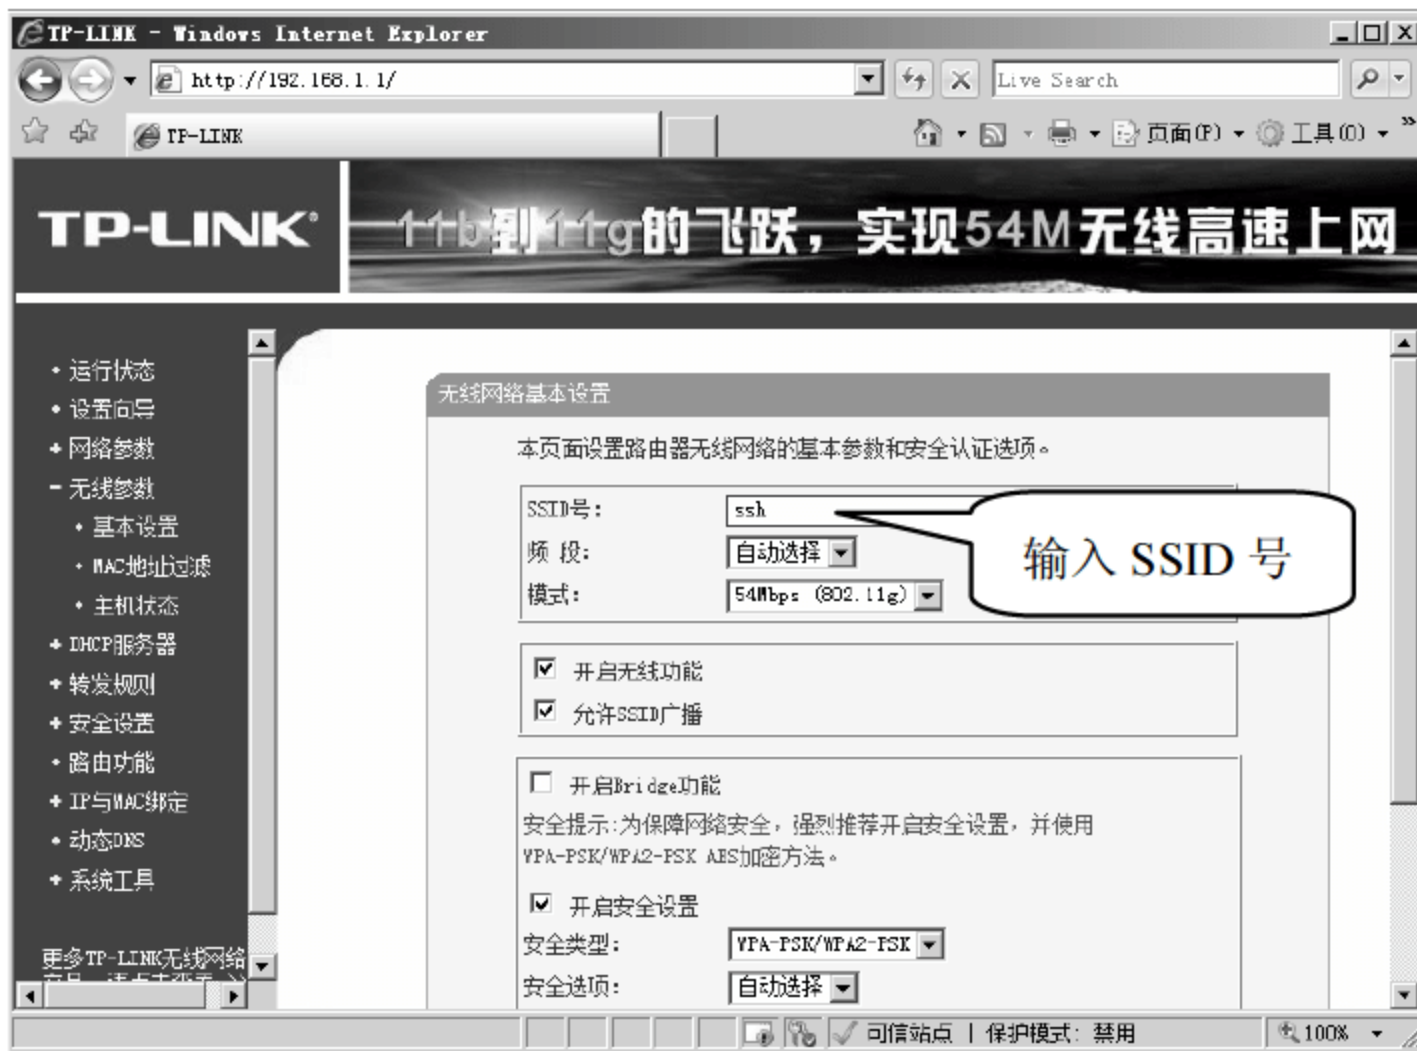 TP-LINK - Windows Internet Explorer
http://192.168.1.1/
Live Search
TP-LINK
页面(P)
工具(O)
»
TP-LINK
11b到11g的飞跃，实现54M无线高速上网
• 运行状态
• 设置向导
+ 网络参数
- 无线参数
• 基本设置
• MAC地址过滤
• 主机状态
+ DHCP服务器
+ 转发规则
+ 安全设置
• 路由功能
+ IP与MAC绑定
• 动态DNS
+ 系统工具
更多TP-LINK无线网络
无线网络基本设置
本页面设置路由器无线网络的基本参数和安全认证选项。
SSID号： ssh
频 段： 自动选择
模式： 54Mbps (802.11g)
输入 SSID 号
开启无线功能
允许SSID广播
开启Bridge功能
安全提示:为保障网络安全，强烈推荐开启安全设置，并使用
WPA-PSK/WPA2-PSK AES加密方法。
开启安全设置
安全类型： WPA-PSK/WPA2-PSK
安全选项： 自动选择
可信站点 | 保护模式: 禁用
100%